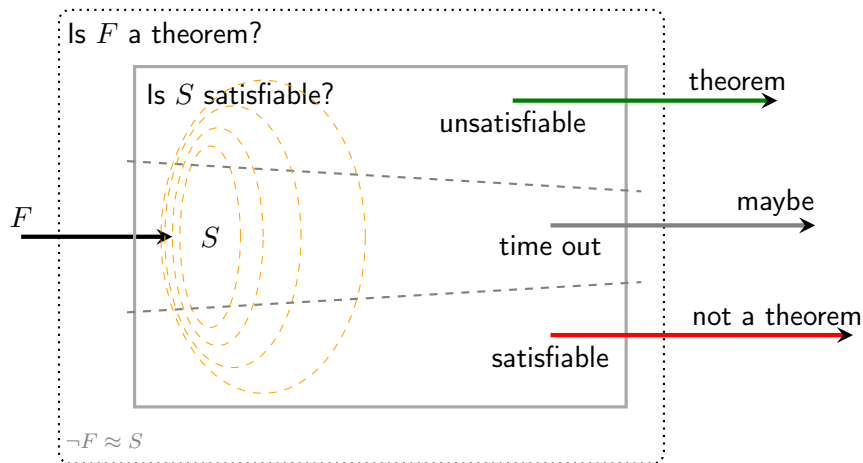 Is F a theorem?
Is S satisfiable?
theorem
unsatisfiable
maybe
F
S
time out
not a theorem
satisfiable
¬F ≈ S